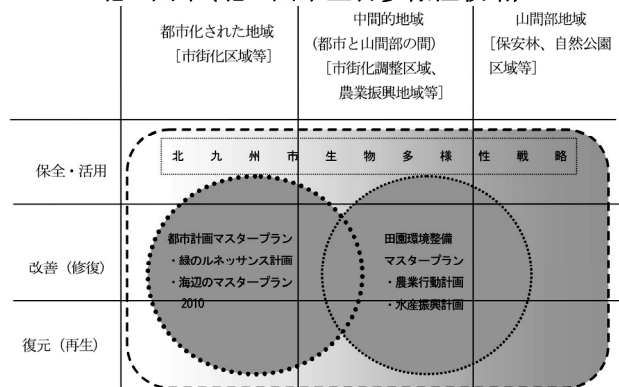 都市化された地域
[市街化区域等]
中間的地域
(都市と山間部の間)
[市街化調整区域、
農業振興地域等]
山間部地域
[保安林、自然公園
区域等]
保全・活用
北九州市生物多様性戦略
改善(修復)
都市計画マスタープラン
・緑のルネッサンス計画
・海辺のマスタープラン
2010
田園環境整備
マスタープラン
・農業行動計画
・水産振興計画
復元(再生)